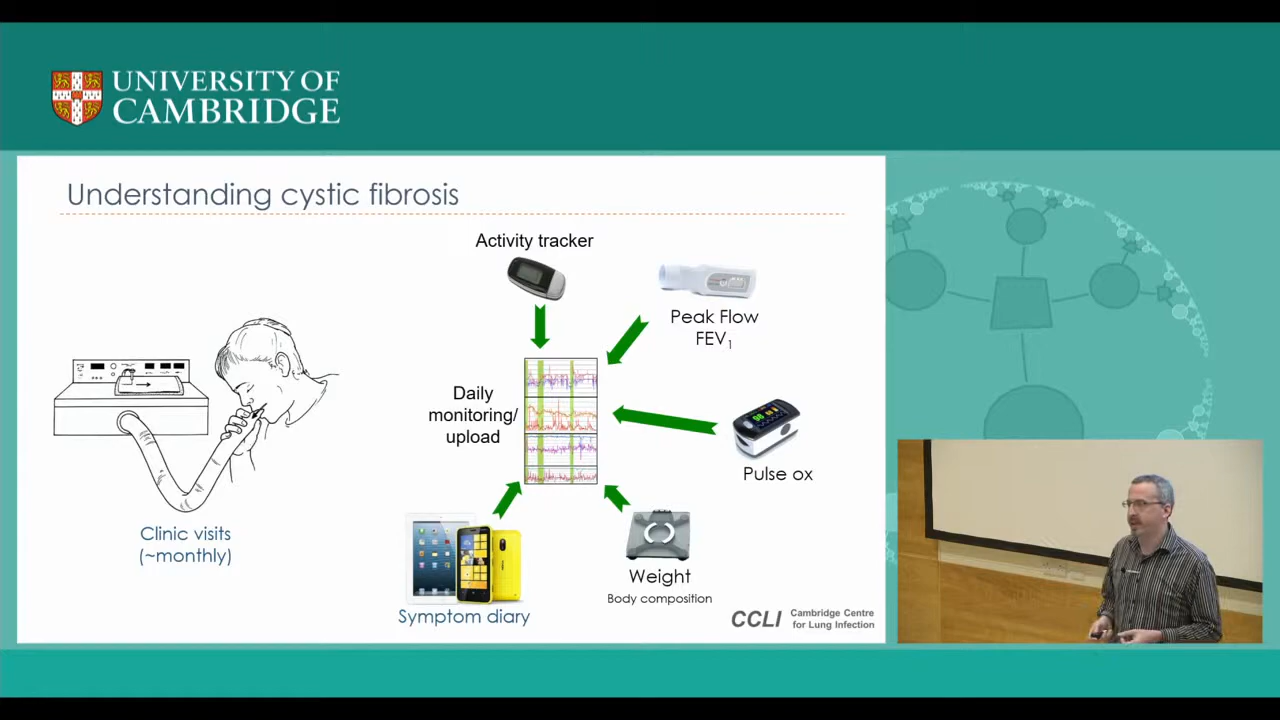 UNIVERSITY OF
CAMBRIDGE
Understanding cystic fibrosis
Activity tracker
Peak Flow
FEV1
Daily
monitoring/
upload
Pulse ox
Clinic visits
(~monthly)
Weight
Body composition
Symptom diary
CCLI
Cambridge Centre
for Lung Infection